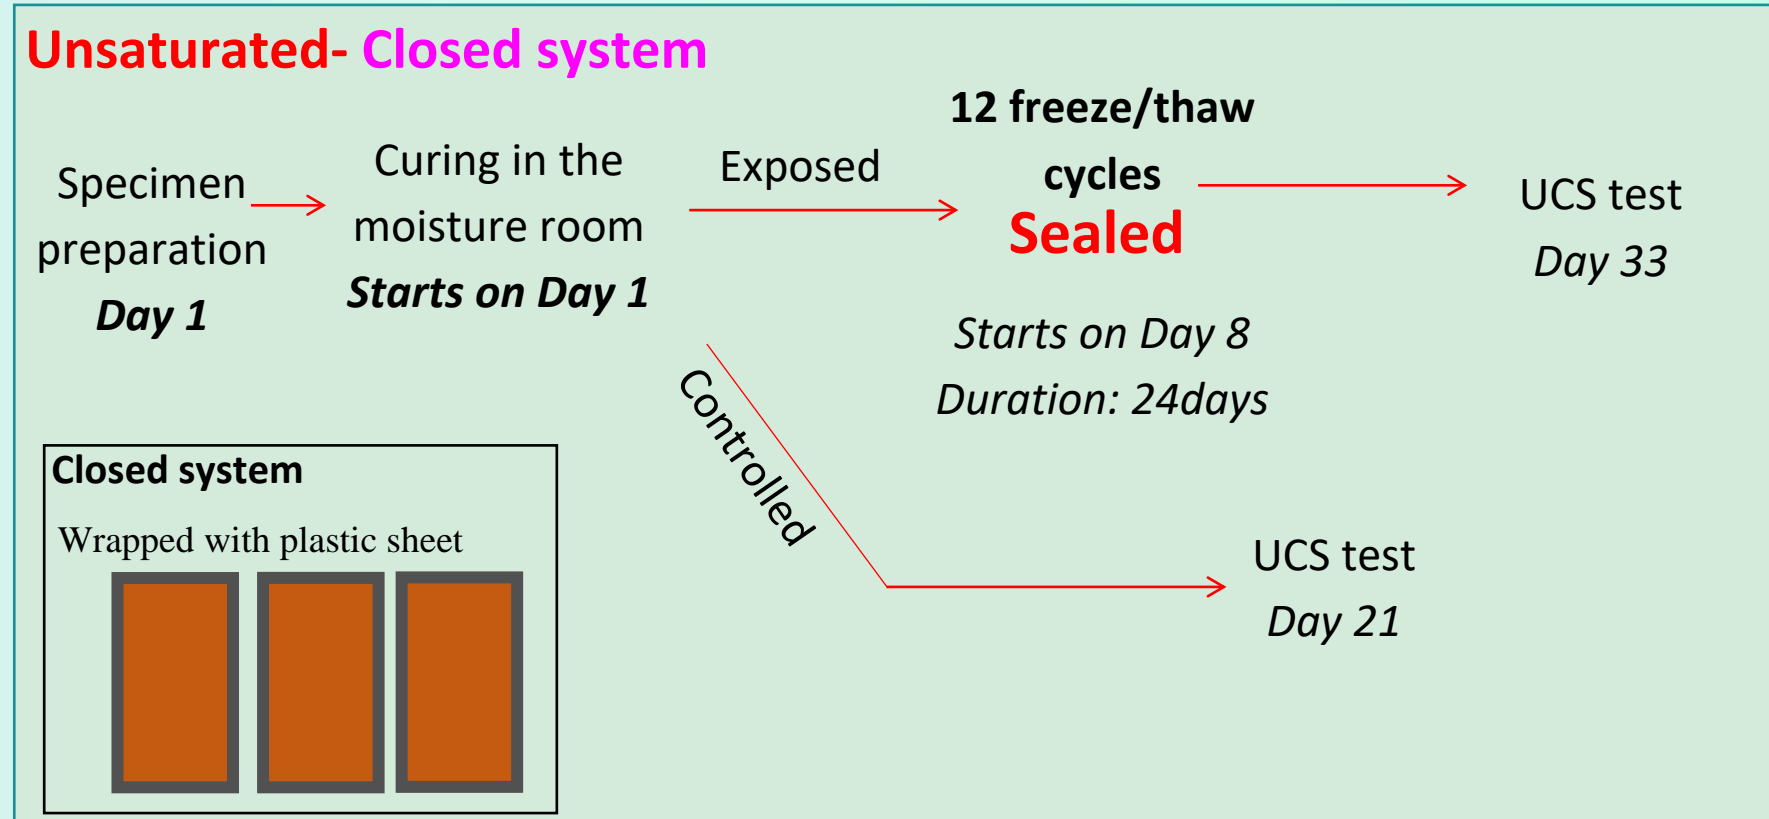 Unsaturated- Closed system
Specimen
preparation
Day 1
Curing in the
moisture room
Starts on Day 1
Exposed
12 freeze/thaw
cycles
Sealed
Starts on Day 8
Duration: 24days
UCS test
Day 33
Controlled
UCS test
Day 21
Closed system
Wrapped with plastic sheet